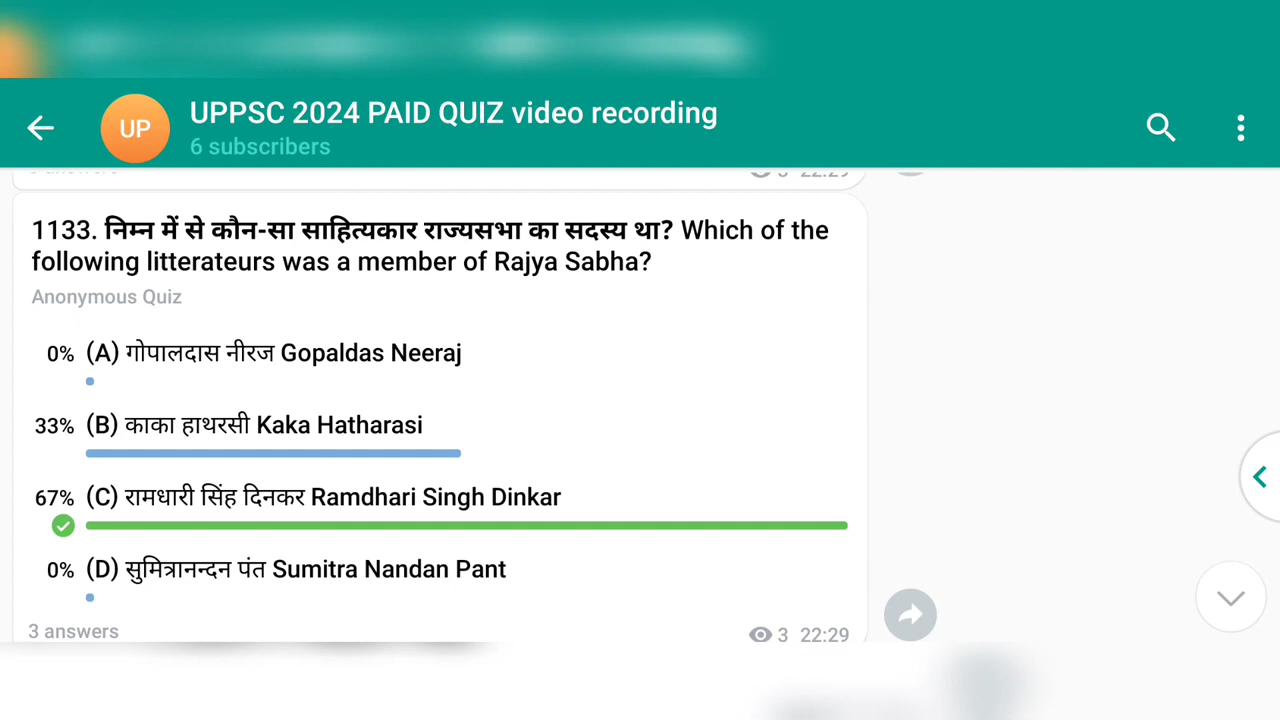 UP
UPPSC 2024 PAID QUIZ video recording
6 subscribers
1133. निम्न में से कौन-सा साहित्यकार राज्यसभा का सदस्य था? Which of the
following litterateurs was a member of Rajya Sabha?
Anonymous Quiz
0% (A) गोपालदास नीरज Gopaldas Neeraj
33% (B) काका हाथरसी Kaka Hatharasi
67% (C) रामधारी सिंह दिनकर Ramdhari Singh Dinkar
0% (D) सुमित्रानन्दन पंत Sumitra Nandan Pant
3 answers
3 22:29